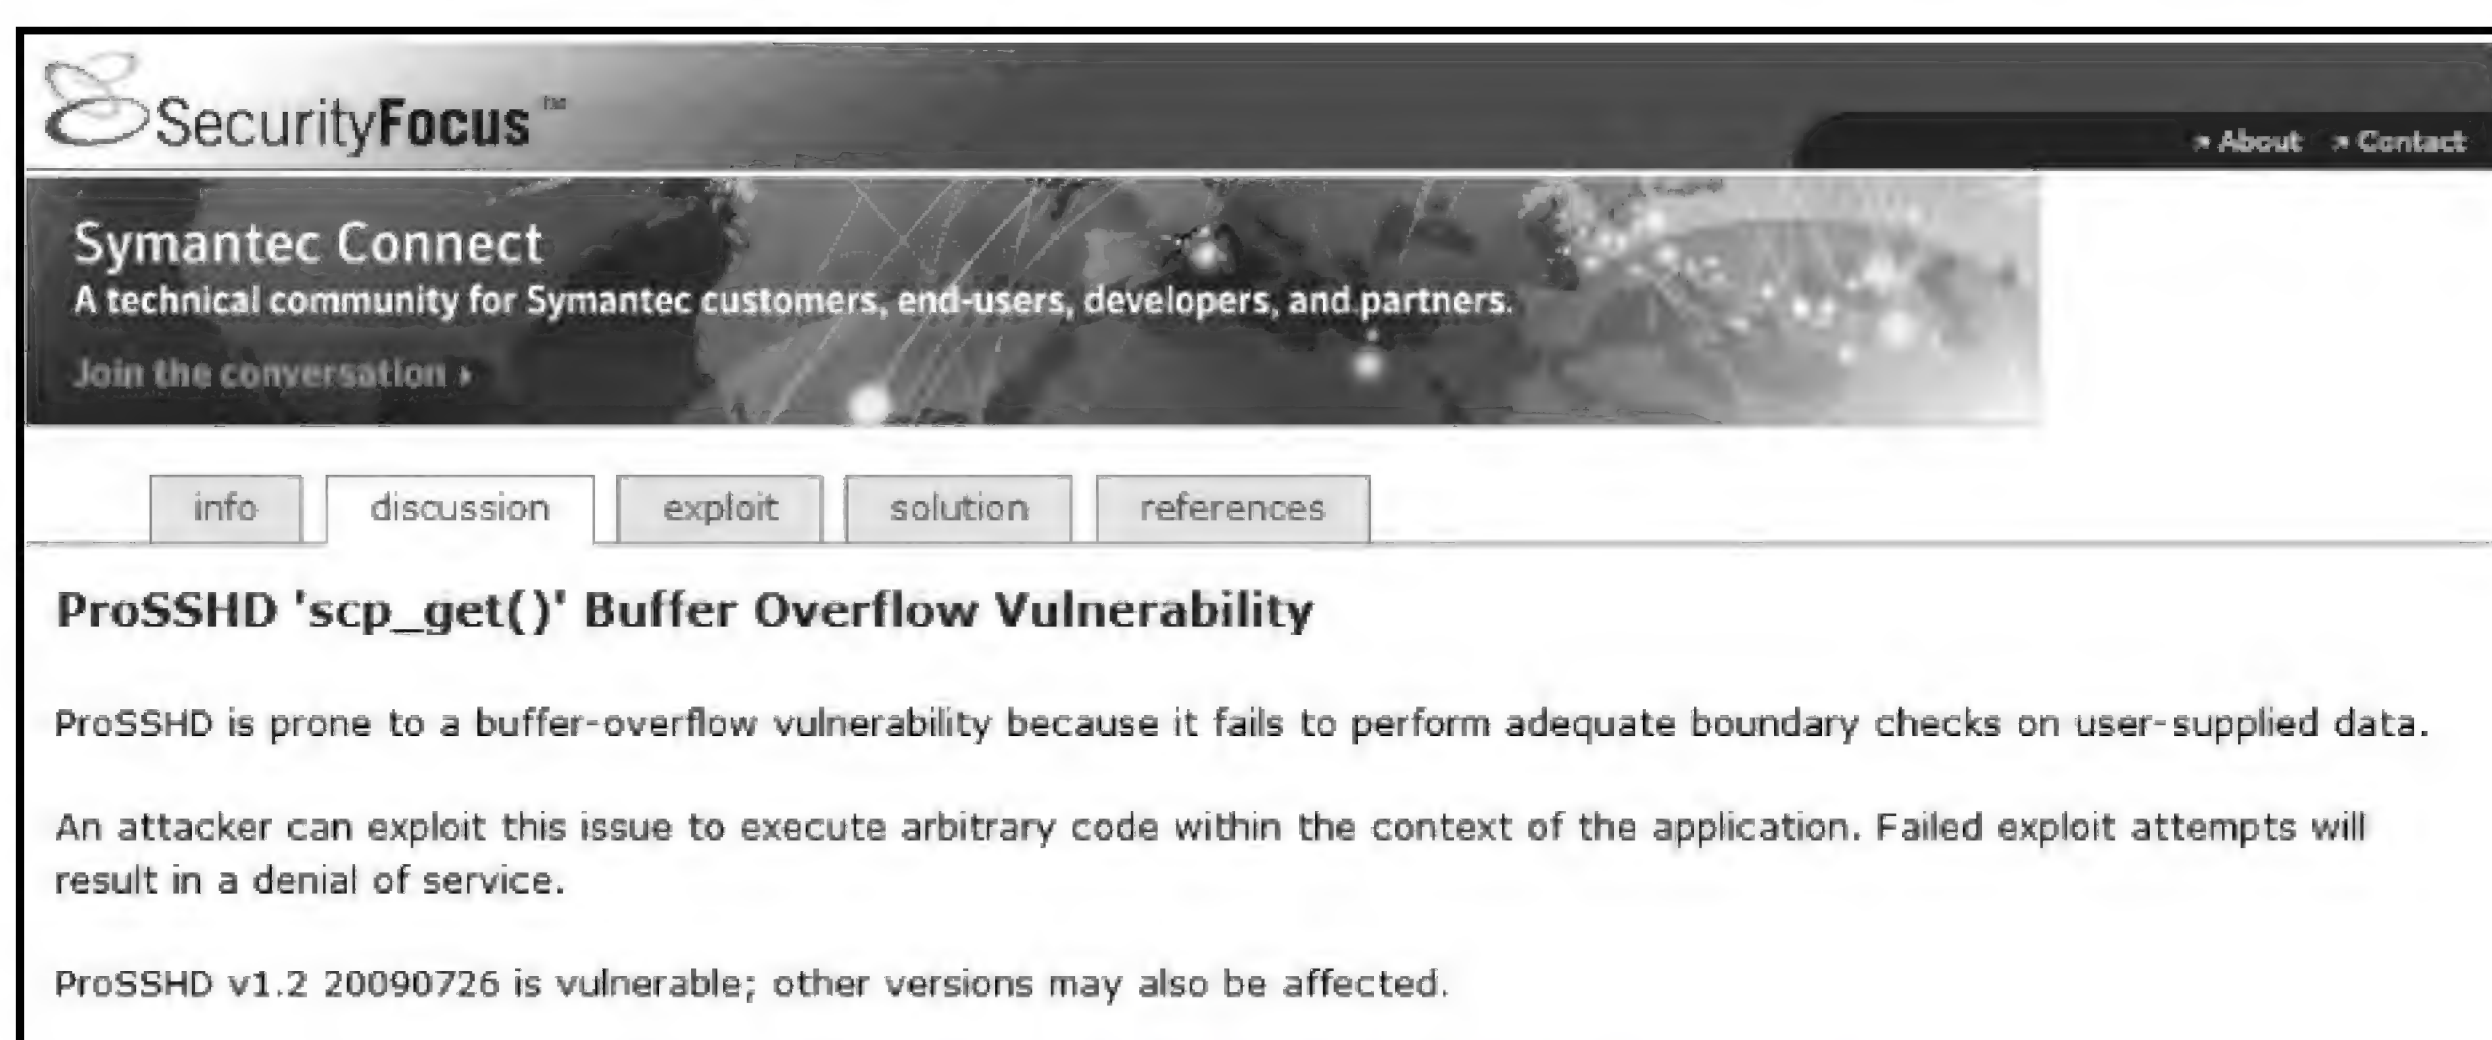 SecurityFocus™
About Contact
Symantec Connect
A technical community for Symantec customers, end-users, developers, and partners.
Join the conversation
info discussion exploit solution references
ProSSHD 'scp_get()' Buffer Overflow Vulnerability
ProSSHD is prone to a buffer-overflow vulnerability because it fails to perform adequate boundary checks on user-supplied data.
An attacker can exploit this issue to execute arbitrary code within the context of the application. Failed exploit attempts will
result in a denial of service.
ProSSHD v1.2 20090726 is vulnerable; other versions may also be affected.